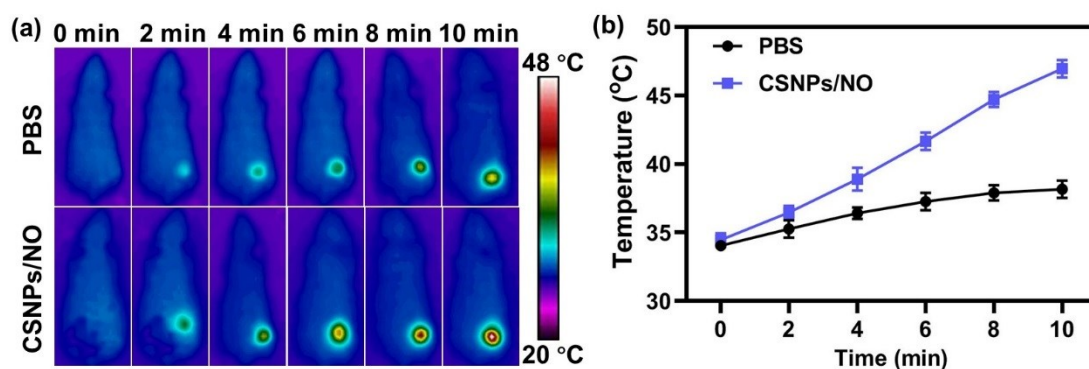 (a)
0 min 2 min 4 min 6 min 8 min 10 min
PBS
CSNPs/NO
48 °C
20 °C
(b)
Temperature (°C)
50
45
40
35
30
PBS
CSNPs/NO
0 2 4 6 8 10
Time (min)